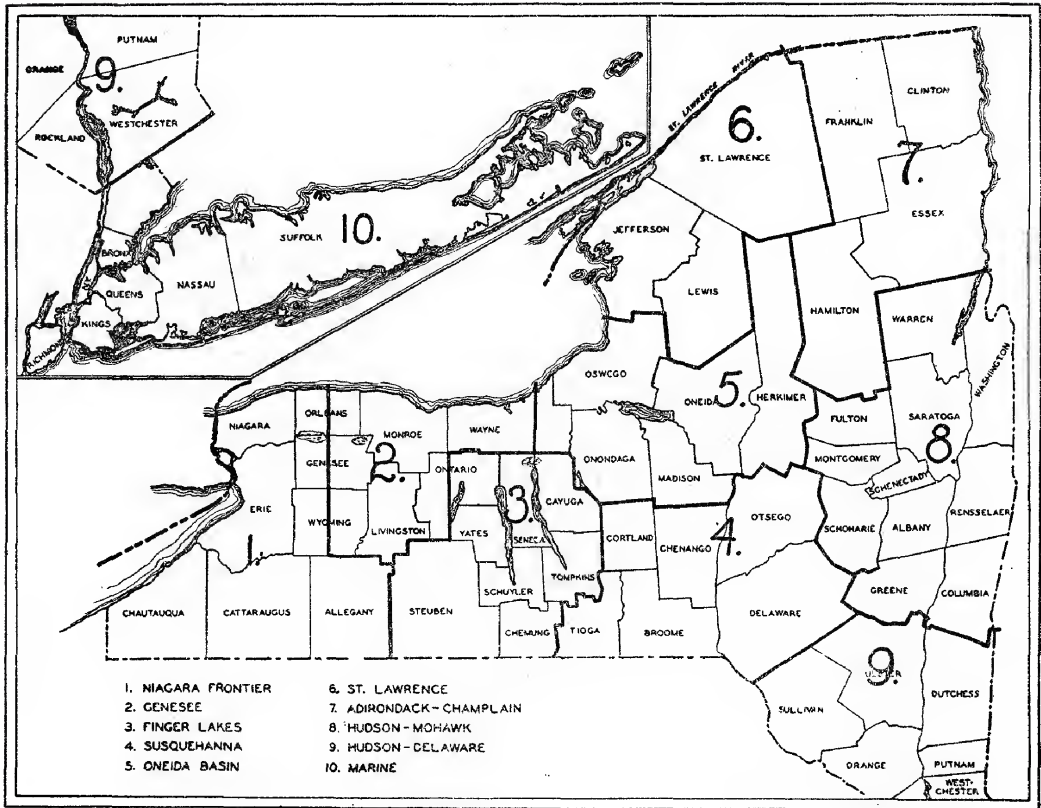 PUTNAM
ORANGE
9.
WESTCHESTER
ROCKLAND
SUFFOLK
10.
BRONX
N.Y.
QUEENS
NASSAU
KINGS
RICHMOND
ST. LAWRENCE RIVER
6.
ST. LAWRENCE
FRANKLIN
CLINTON
7.
ESSEX
JEFFERSON
LEWIS
HAMILTON
WARREN
WASHINGTON
OSWEGO
ONEIDA
5.
HERKIMER
FULTON
SARATOGA
8.
MONTGOMERY
SCHENECTADY
NIAGARA
ORLEANS
MONROE
WAYNE
GENESEE
2.
ONTARIO
ONONDAGA
MADISON
3.
CAYUGA
ERIE
WYOMING
LIVINGSTON
YATES
SENECA
CORTLAND
CHENANGO
4.
OTSEGO
SCHOHARIE
ALBANY
RENSSELAER
1.
SCHUYLER
TOMPKINS
GREENE
COLUMBIA
CHAUTAUQUA
CATTARAUGUS
ALLEGANY
STEUBEN
CHEMUNG
TIOGA
BROOME
DELAWARE
9.
ULSTER
SULLIVAN
DUTCHESS
ORANGE
PUTNAM
WEST-
CHESTER
1. NIAGARA FRONTIER
2. GENESEE
3. FINGER LAKES
4. SUSQUEHANNA
5. ONEIDA BASIN
6. ST. LAWRENCE
7. ADIRONDACK-CHAMPLAIN
8. HUDSON-MOHAWK
9. HUDSON-DELAWARE
10. MARINE